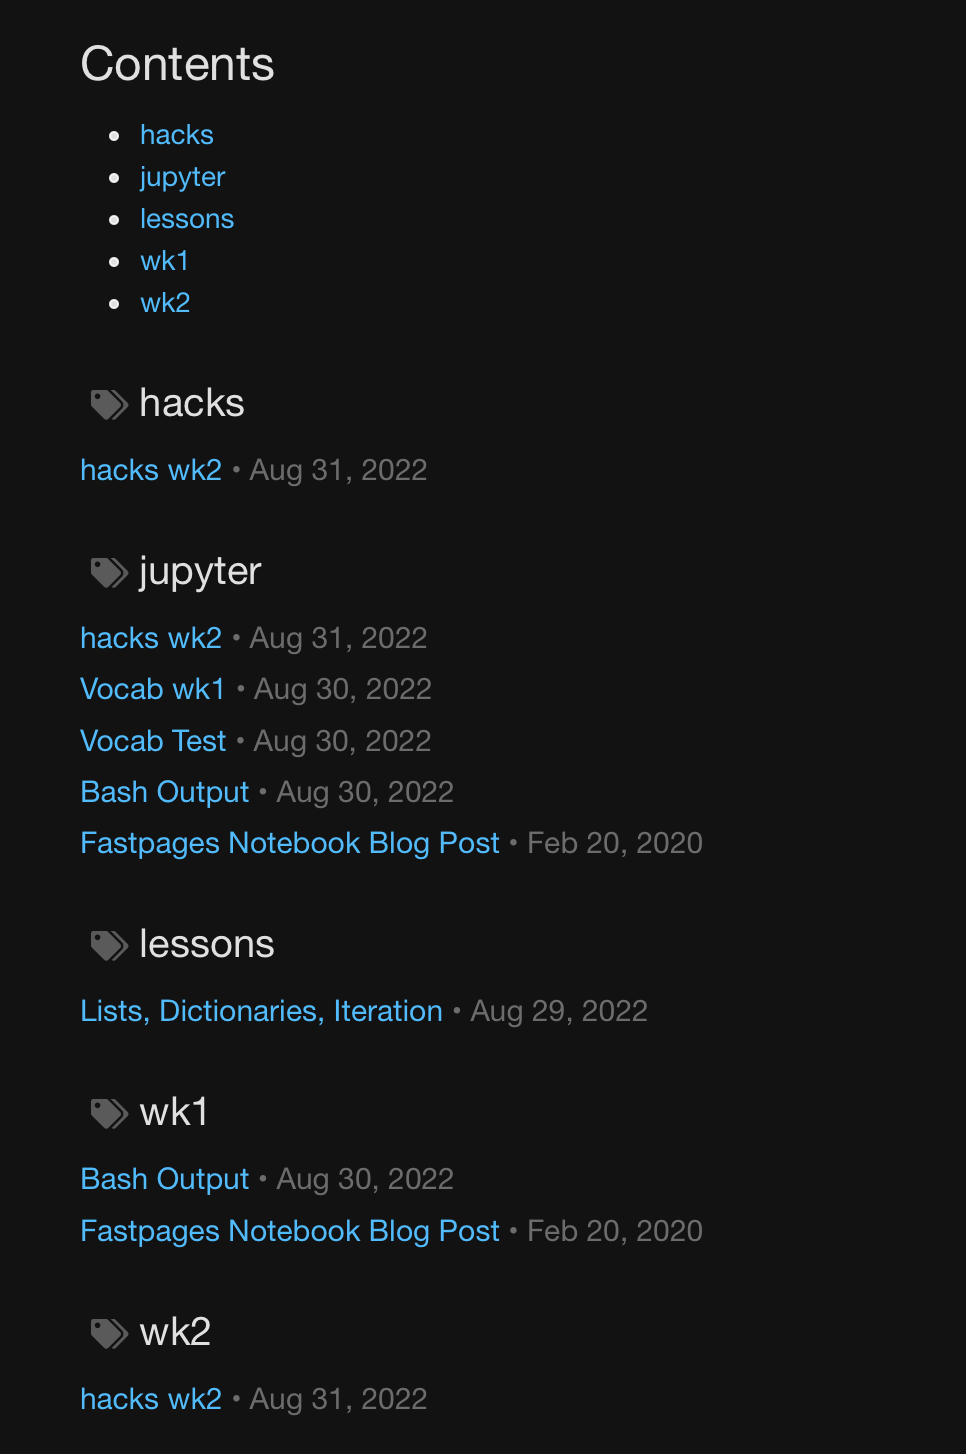 Contents
hacks
jupyter
lessons
wk1
wk2
hacks
hacks wk2 • Aug 31, 2022
jupyter
hacks wk2 • Aug 31, 2022
Vocab wk1 • Aug 30, 2022
Vocab Test • Aug 30, 2022
Bash Output • Aug 30, 2022
Fastpages Notebook Blog Post • Feb 20, 2020
lessons
Lists, Dictionaries, Iteration • Aug 29, 2022
wk1
Bash Output • Aug 30, 2022
Fastpages Notebook Blog Post • Feb 20, 2020
wk2
hacks wk2 • Aug 31, 2022